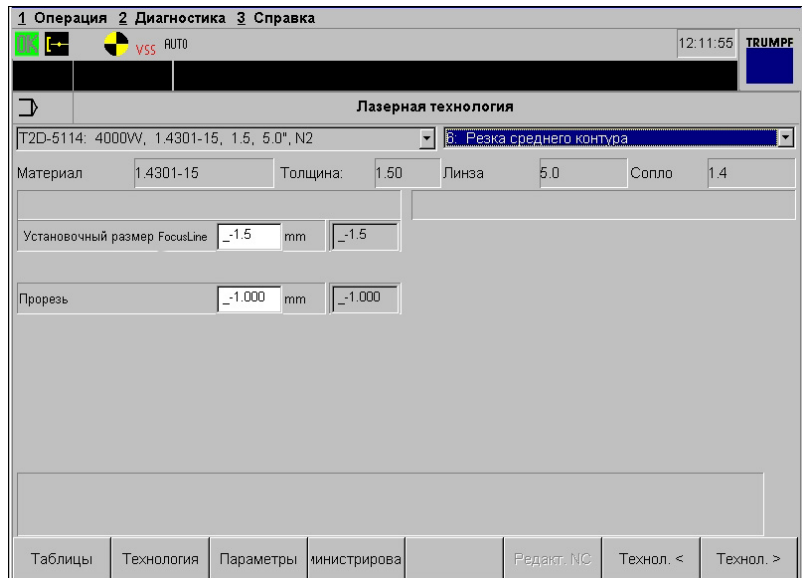 1 Операция 2 Диагностика 3 Справка
OK VSS AUTO 12:11:55 TRUMPF
Лазерная технология
T2D-5114: 4000W, 1.4301-15, 1.5, 5.0", N2 6: Резка среднего контура
Материал 1.4301-15 Толщина: 1.50 Линза 5.0 Сопло 1.4
Установочный размер FocusLine _-1.5 mm _-1.5
Прорезь _-1.000 mm _-1.000
Таблицы Технология Параметры министрирова Редакт. NC Технол. < Технол. >